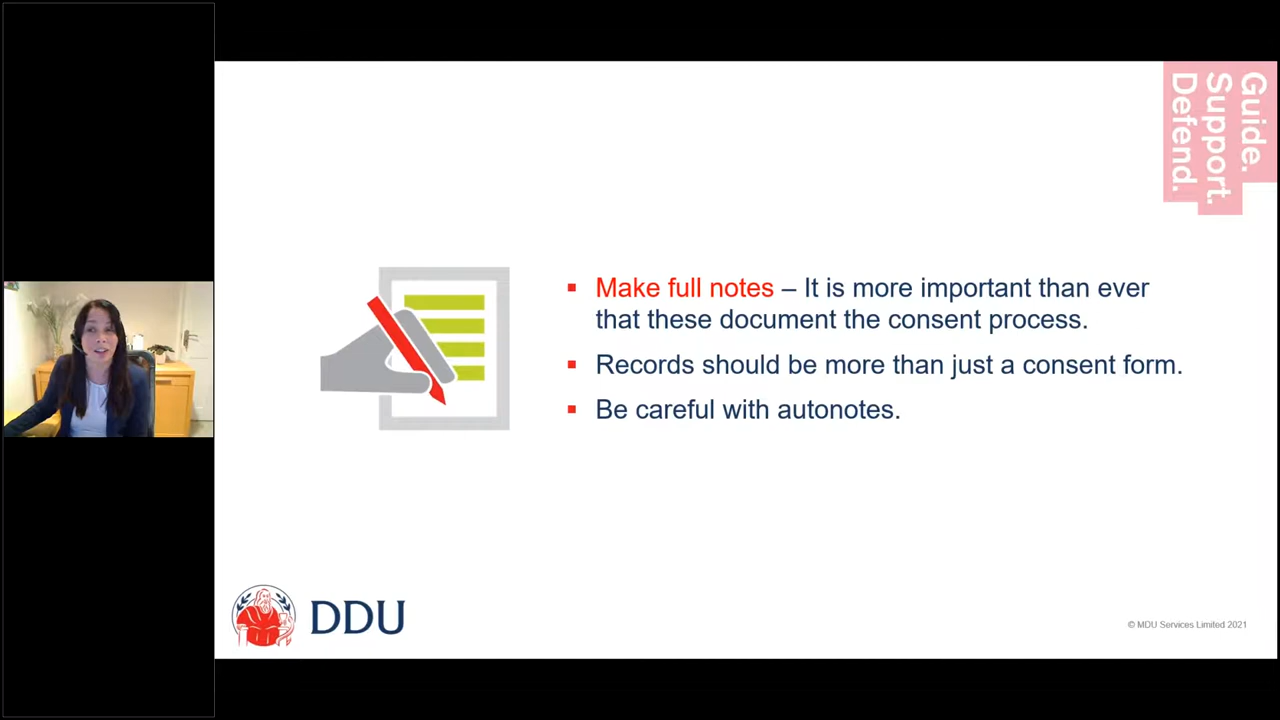 Guide.
Support.
Defend.
▪ Make full notes – It is more important than ever
that these document the consent process.
▪ Records should be more than just a consent form.
▪ Be careful with autonotes.
DDU
© MDU Services Limited 2021